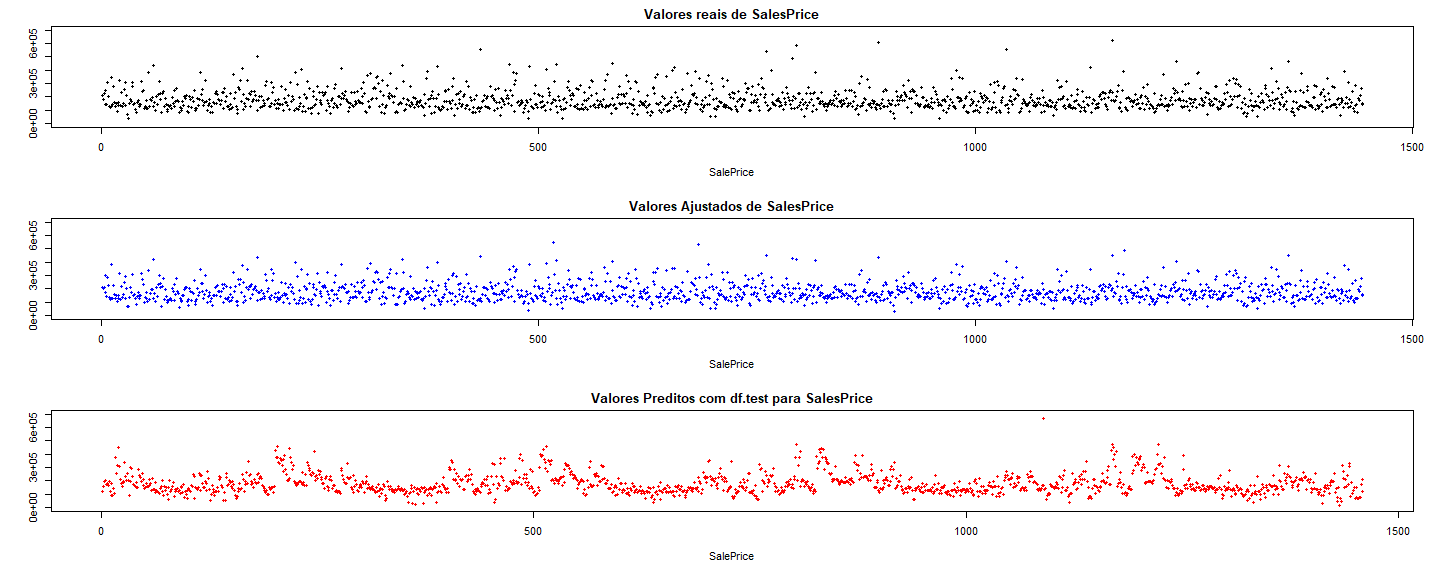 Valores reais de SalesPrice
6e+05
3e+05
0e+00
0 500 1000 1500
SalePrice
Valores Ajustados de SalesPrice
6e+05
3e+05
0e+00
0 500 1000 1500
SalePrice
Valores Preditos com df.test para SalesPrice
6e+05
3e+05
0e+00
0 500 1000 1500
SalePrice